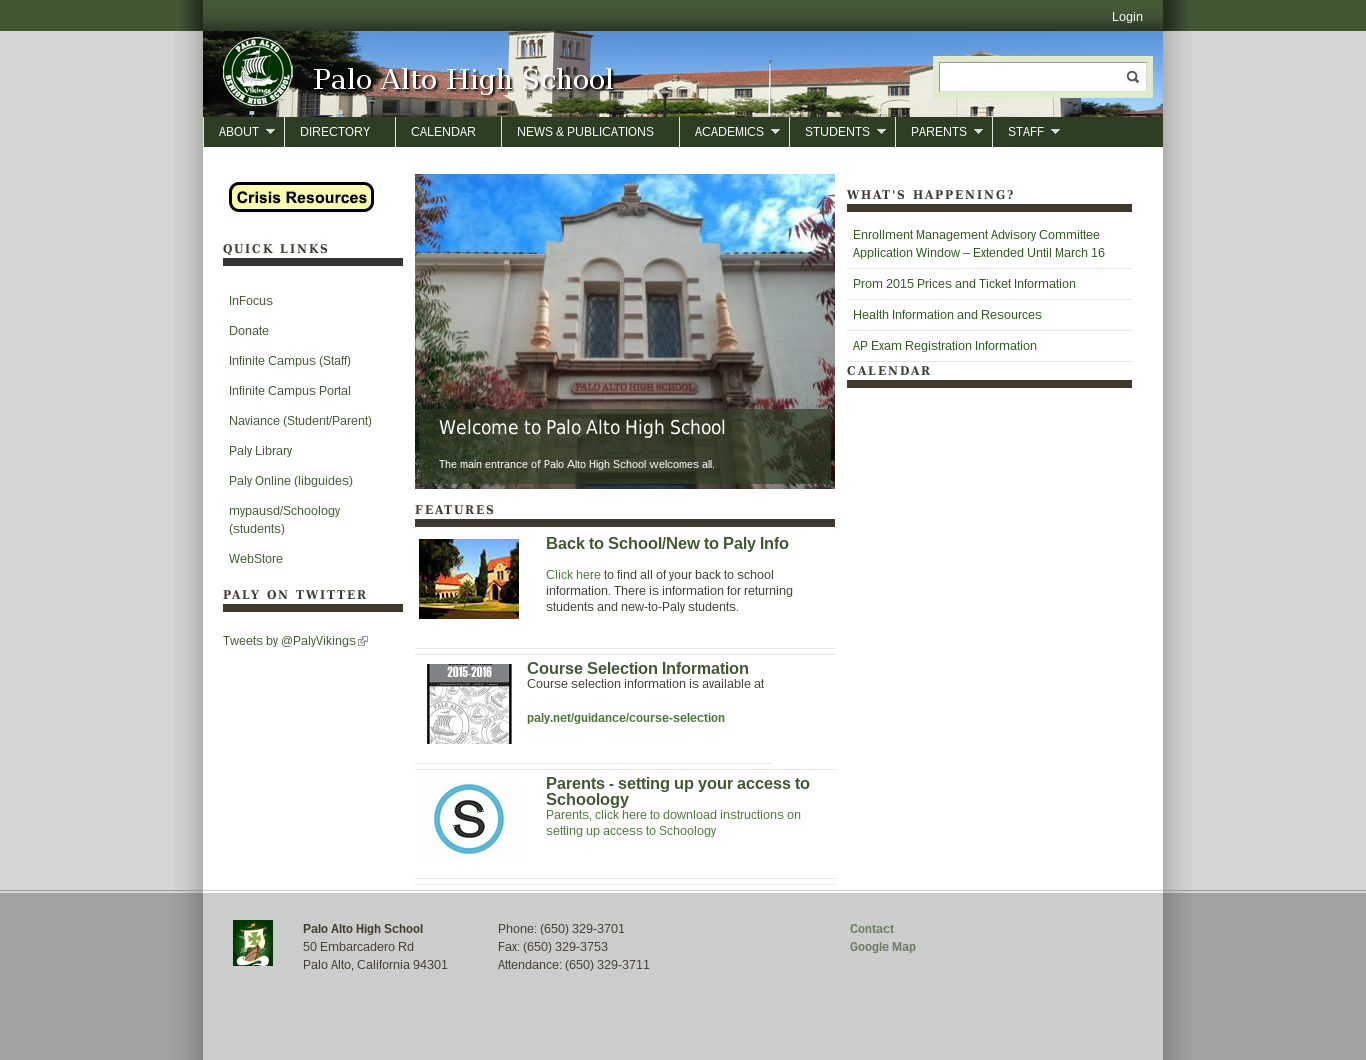 Login
PALO ALTO
Vikings
SENIOR HIGH SCHOOL
Palo Alto High School
ABOUT
DIRECTORY
CALENDAR
NEWS & PUBLICATIONS
ACADEMICS
STUDENTS
PARENTS
STAFF
Crisis Resources
QUICK LINKS
InFocus
Donate
Infinite Campus (Staff)
Infinite Campus Portal
Naviance (Student/Parent)
Paly Library
Paly Online (libguides)
mypausd/Schoology
(students)
WebStore
PALY ON TWITTER
Tweets by @PalyVikings
PALO ALTO HIGH SCHOOL
Welcome to Palo Alto High School
The main entrance of Palo Alto High School welcomes all.
FEATURES
Back to School/New to Paly Info
Click here to find all of your back to school
information. There is information for returning
students and new-to-Paly students.
2015-2016
Course Selection Information
Course selection information is available at
paly.net/guidance/course-selection
S
Parents - setting up your access to
Schoology
Parents, click here to download instructions on
setting up access to Schoology
WHAT'S HAPPENING?
Enrollment Management Advisory Committee
Application Window – Extended Until March 16
Prom 2015 Prices and Ticket Information
Health Information and Resources
AP Exam Registration Information
CALENDAR
Palo Alto High School
50 Embarcadero Rd
Palo Alto, California 94301
Phone: (650) 329-3701
Fax: (650) 329-3753
Attendance: (650) 329-3711
Contact
Google Map